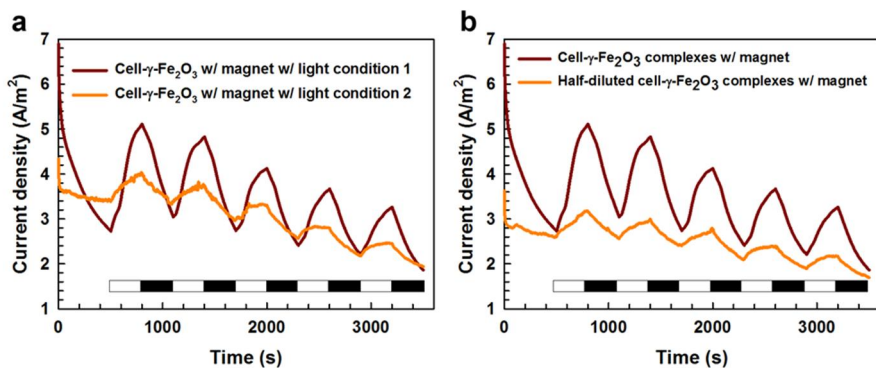 a
7
6
5
4
3
2
1
Current density (A/m²)
Cell-γ-Fe₂O₃ w/ magnet w/ light condition 1
Cell-γ-Fe₂O₃ w/ magnet w/ light condition 2
0 1000 2000 3000
Time (s)
b
7
6
5
4
3
2
1
Current density (A/m²)
Cell-γ-Fe₂O₃ complexes w/ magnet
Half-diluted cell-γ-Fe₂O₃ complexes w/ magnet
0 1000 2000 3000
Time (s)